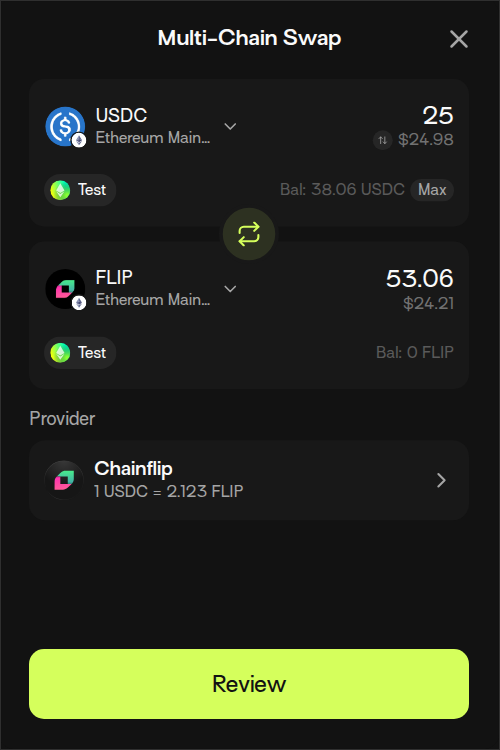 Multi-Chain Swap
USDC
Ethereum Main...
25
$24.98
Test
Bal: 38.06 USDC Max
FLIP
Ethereum Main...
53.06
$24.21
Test
Bal: 0 FLIP
Provider
Chainflip
1 USDC = 2.123 FLIP
Review